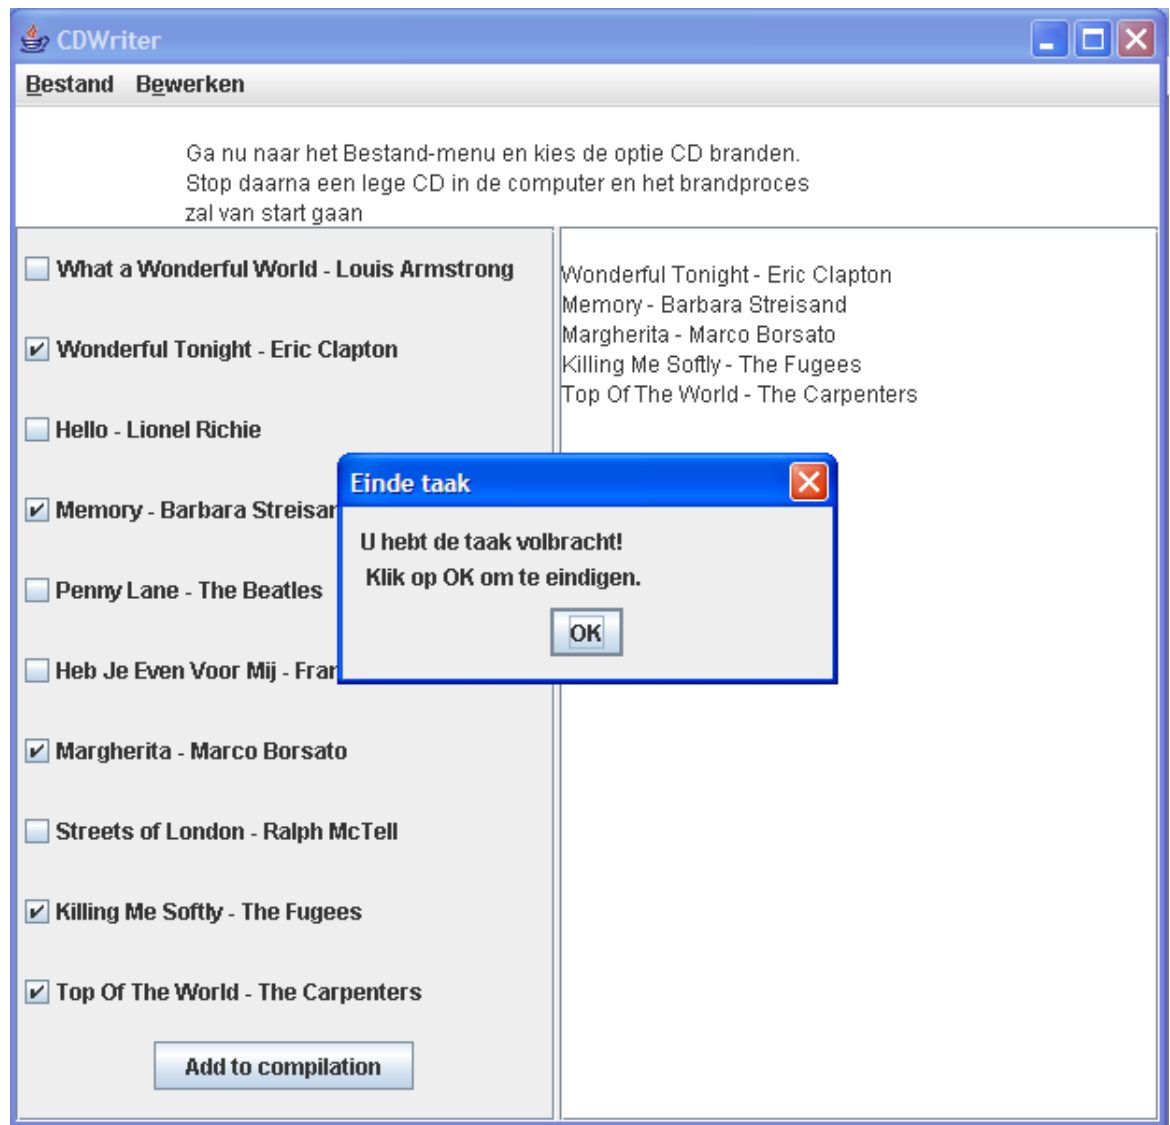 CDWriter
Bestand Bewerken
Ga nu naar het Bestand-menu en kies de optie CD branden.
Stop daarna een lege CD in de computer en het brandproces
zal van start gaan
What a Wonderful World - Louis Armstrong
Wonderful Tonight - Eric Clapton
Hello - Lionel Richie
Memory - Barbara Streisan
Penny Lane - The Beatles
Heb Je Even Voor Mij - Fran
Margherita - Marco Borsato
Streets of London - Ralph McTell
Killing Me Softly - The Fugees
Top Of The World - The Carpenters
Add to compilation
Wonderful Tonight - Eric Clapton
Memory - Barbara Streisand
Margherita - Marco Borsato
Killing Me Softly - The Fugees
Top Of The World - The Carpenters
Einde taak
U hebt de taak volbracht!
Klik op OK om te eindigen.
OK